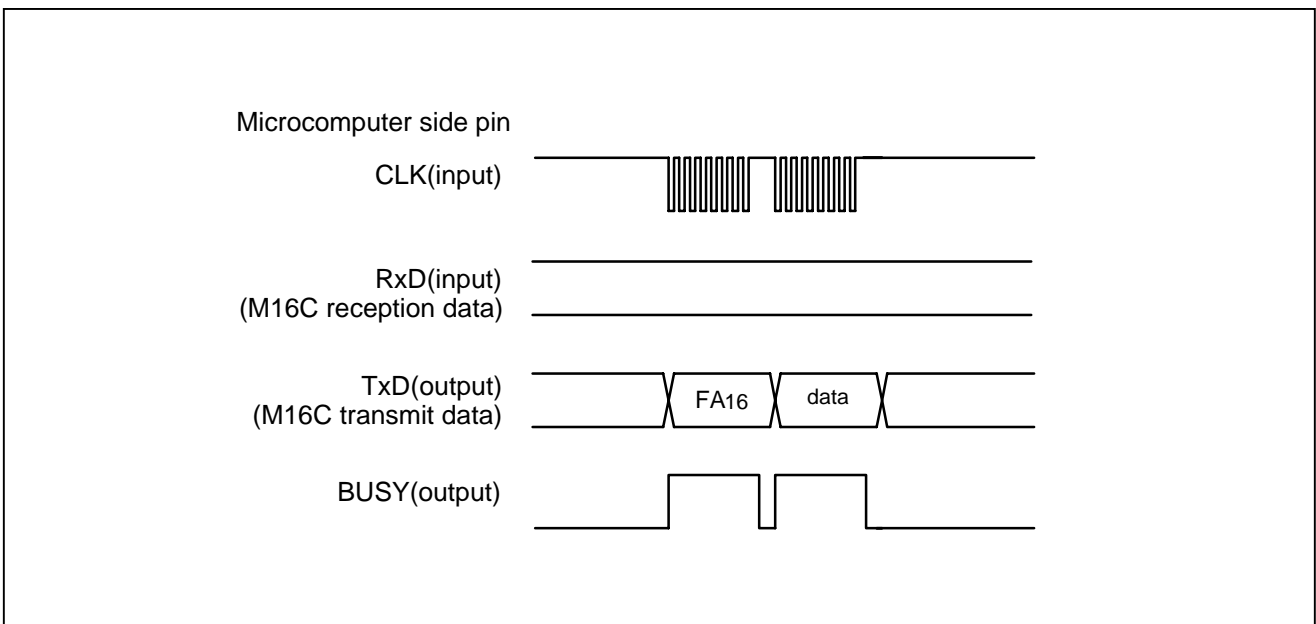 Microcomputer side pin
CLK(input)
RxD(input)
(M16C reception data)
TxD(output)
(M16C transmit data)
FA16
data
BUSY(output)